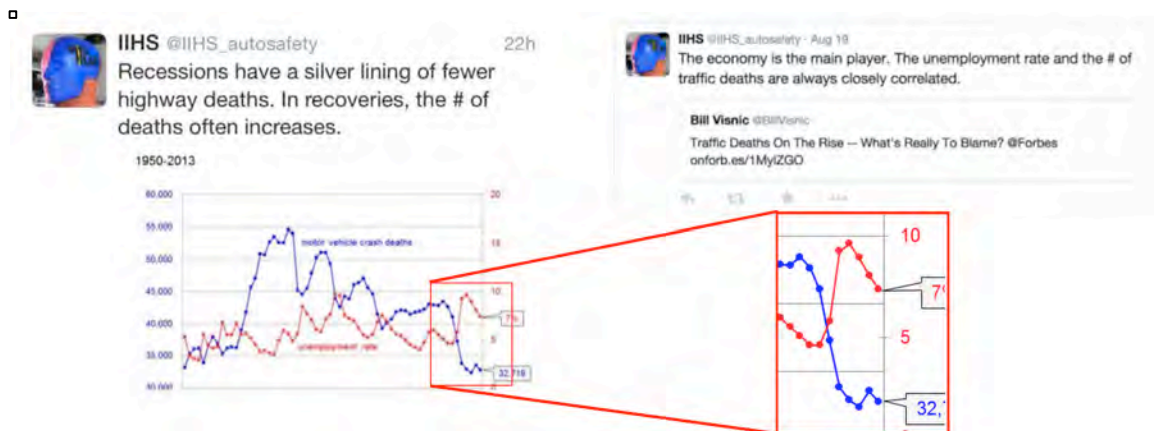 IIHS @IIHS_autosafety 22h
Recessions have a silver lining of fewer
highway deaths. In recoveries, the # of
deaths often increases.
1950-2013
60,000
55,000
50,000
45,000
40,000
35,000
30,000
20
15
10
5
motor vehicle crash deaths
unemployment rate
7%
32,719
IIHS @IIHS_autosafety · Aug 19
The economy is the main player. The unemployment rate and the # of
traffic deaths are always closely correlated.
Bill Visnic @BillVisnic
Traffic Deaths On The Rise -- What's Really To Blame? @Forbes
onforb.es/1MylZGO
10
7%
5
32,7